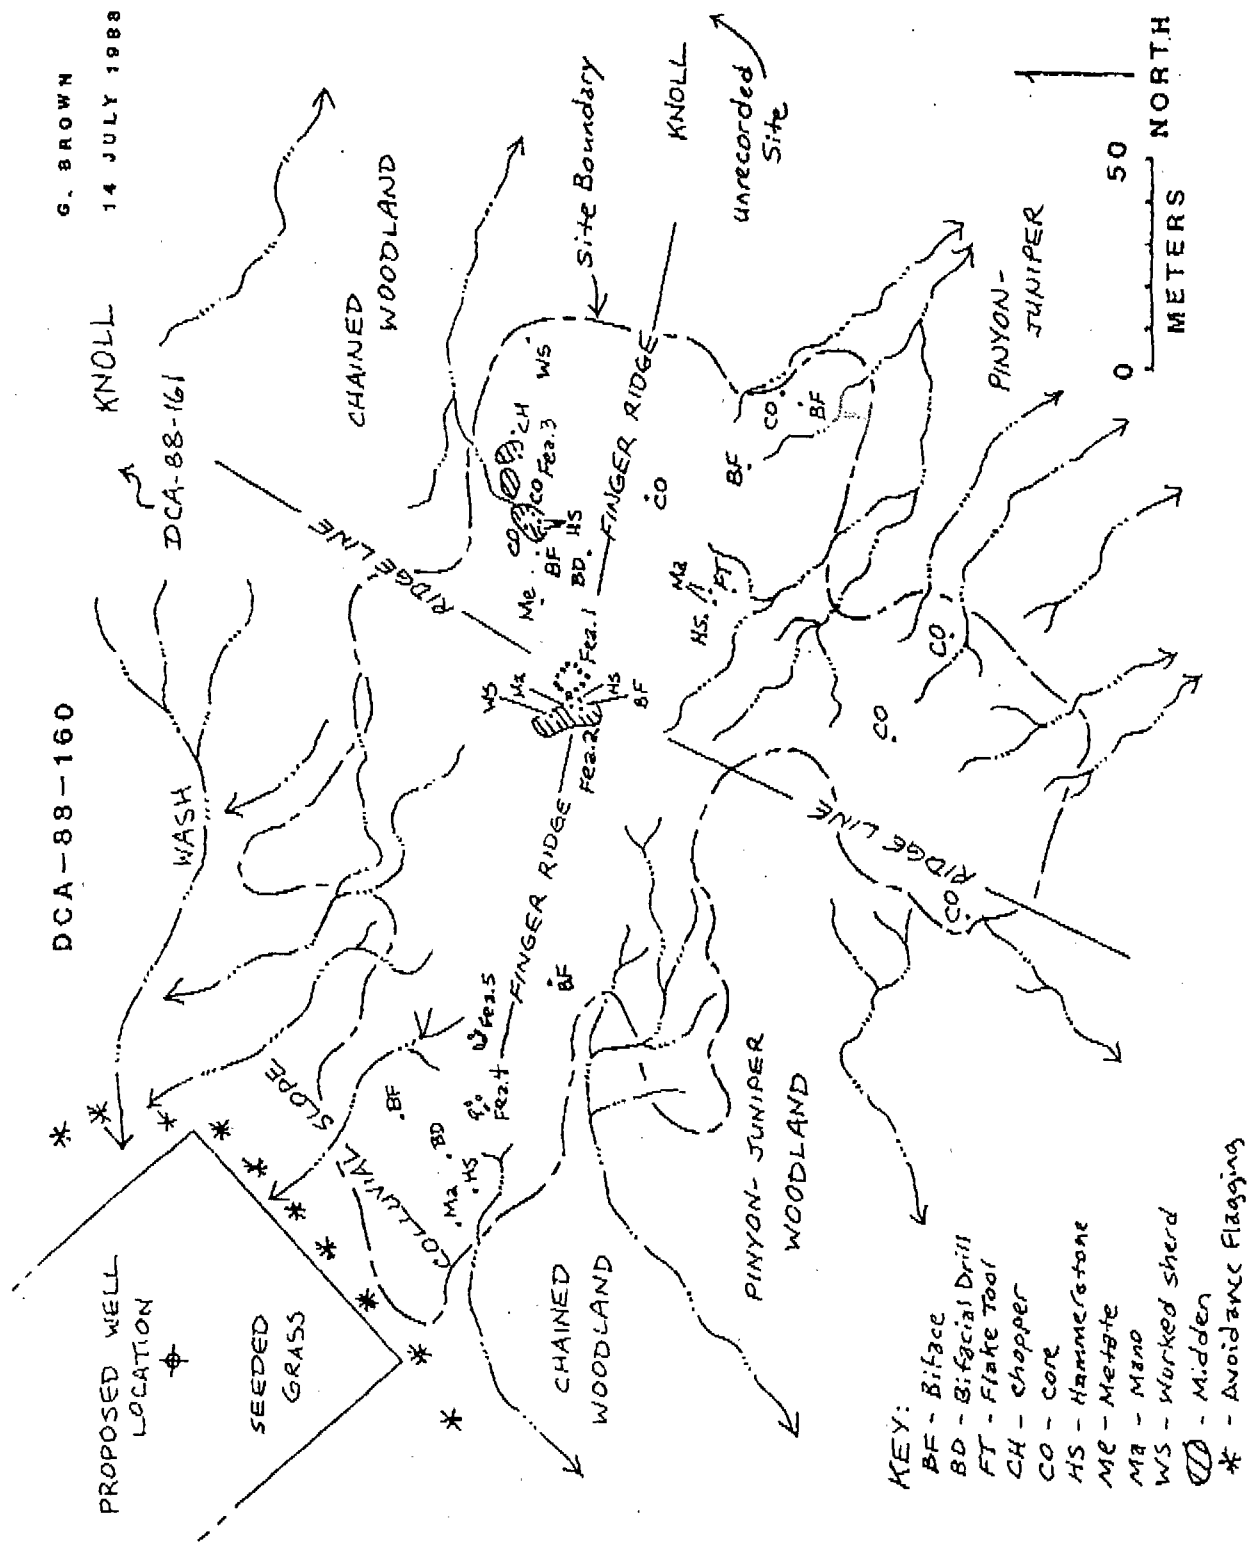 DCA-88-160
G. BROWN
14 JULY 1988
PROPOSED WELL
LOCATION
SEEDED
GRASS
WASH
KNOLL
DCA-88-161
CHAINED
WOODLAND
RIDGE LINE
COLLUVIAL SLOPE
Site Boundary
KNOLL
Unrecorded
Site
FINGER RIDGE
FINGER RIDGE
BF
BD
Ma
HS
Fea.4
Fea.5
BF
WS
Ma
Fea.1
HS
BF
Fea.2
Me
CO
BF
HS
BD
CO
Fea.3
CH
WS
CO
HS
Ma
FT
BF
CO
BF
CO
CO
CO
RIDGE LINE
CHAINED
WOODLAND
PINYON-JUNIPER
WOODLAND
PINYON-
JUNIPER
KEY:
BF - Biface
BD - Bifacial Drill
FT - Flake Tool
CH - Chopper
CO - Core
HS - Hammerstone
Me - Metate
Ma - Mano
WS - Worked sherd
- Midden
* - Avoidance Flagging
0 50
METERS
NORTH